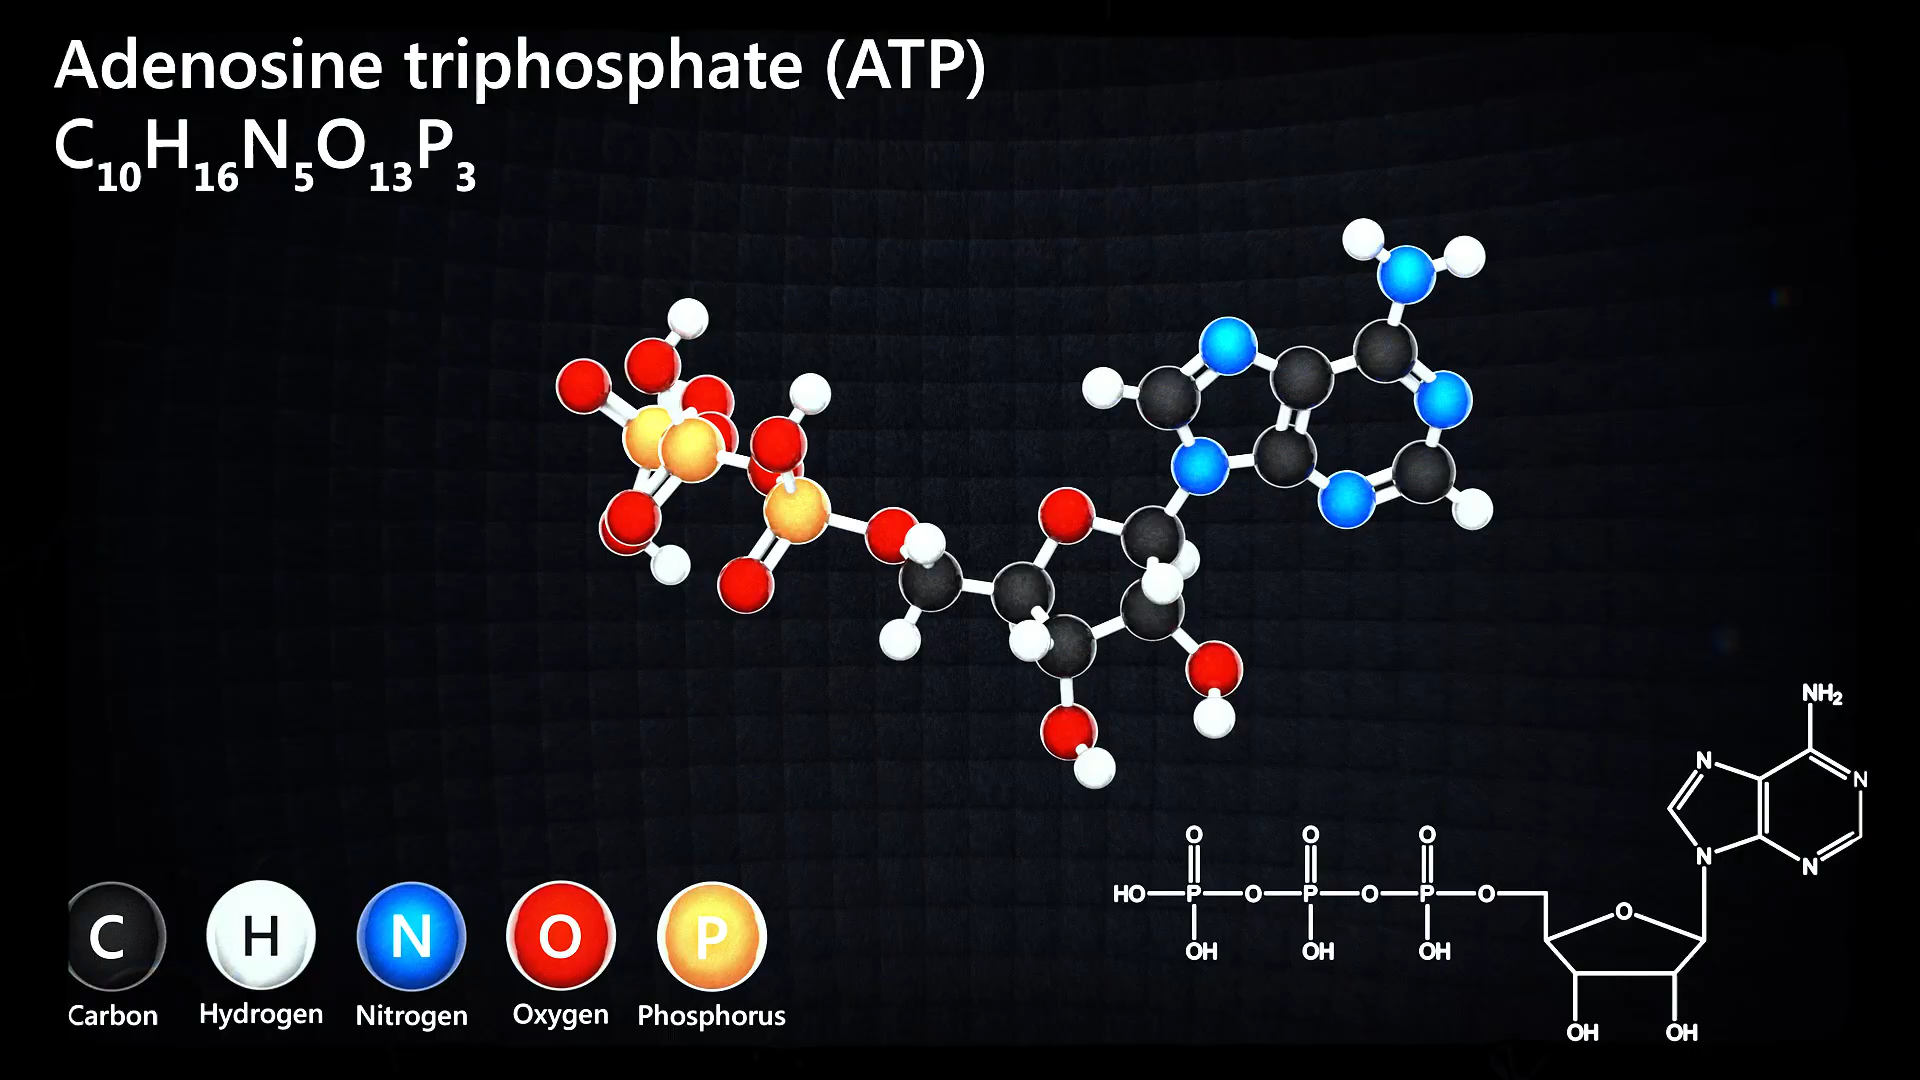 Adenosine triphosphate (ATP)
C₁₀H₁₆N₅O₁₃P₃
NH₂
N
N
O O O
N N
HO P O P O P O
O
OH OH OH
C H N O P
Carbon Hydrogen Nitrogen Oxygen Phosphorus
OH OH